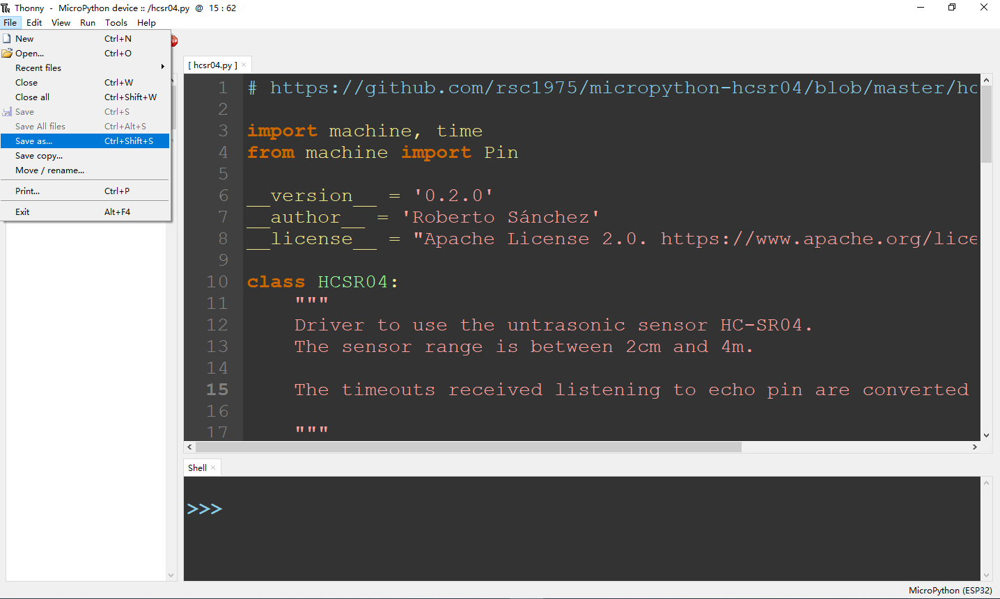 Thonny - MicroPython device :: /hcsr04.py @ 15 : 62
File Edit View Run Tools Help
New Ctrl+N
Open... Ctrl+O
Recent files
Close Ctrl+W
Close all Ctrl+Shift+W
Save Ctrl+S
Save All files Ctrl+Alt+S
Save as... Ctrl+Shift+S
Save copy...
Move / rename...
Print... Ctrl+P
Exit Alt+F4
[ hcsr04.py ]
1 # https://github.com/rsc1975/micropython-hcsr04/blob/master/hc
2
3 import machine, time
4 from machine import Pin
5
6 __version__ = '0.2.0'
7 __author__ = 'Roberto Sánchez'
8 __license__ = "Apache License 2.0. https://www.apache.org/lice
9
10 class HCSR04:
11 """
12 Driver to use the untrasonic sensor HC-SR04.
13 The sensor range is between 2cm and 4m.
14
15 The timeouts received listening to echo pin are converted
16
17 """
Shell
>>>
MicroPython (ESP32)